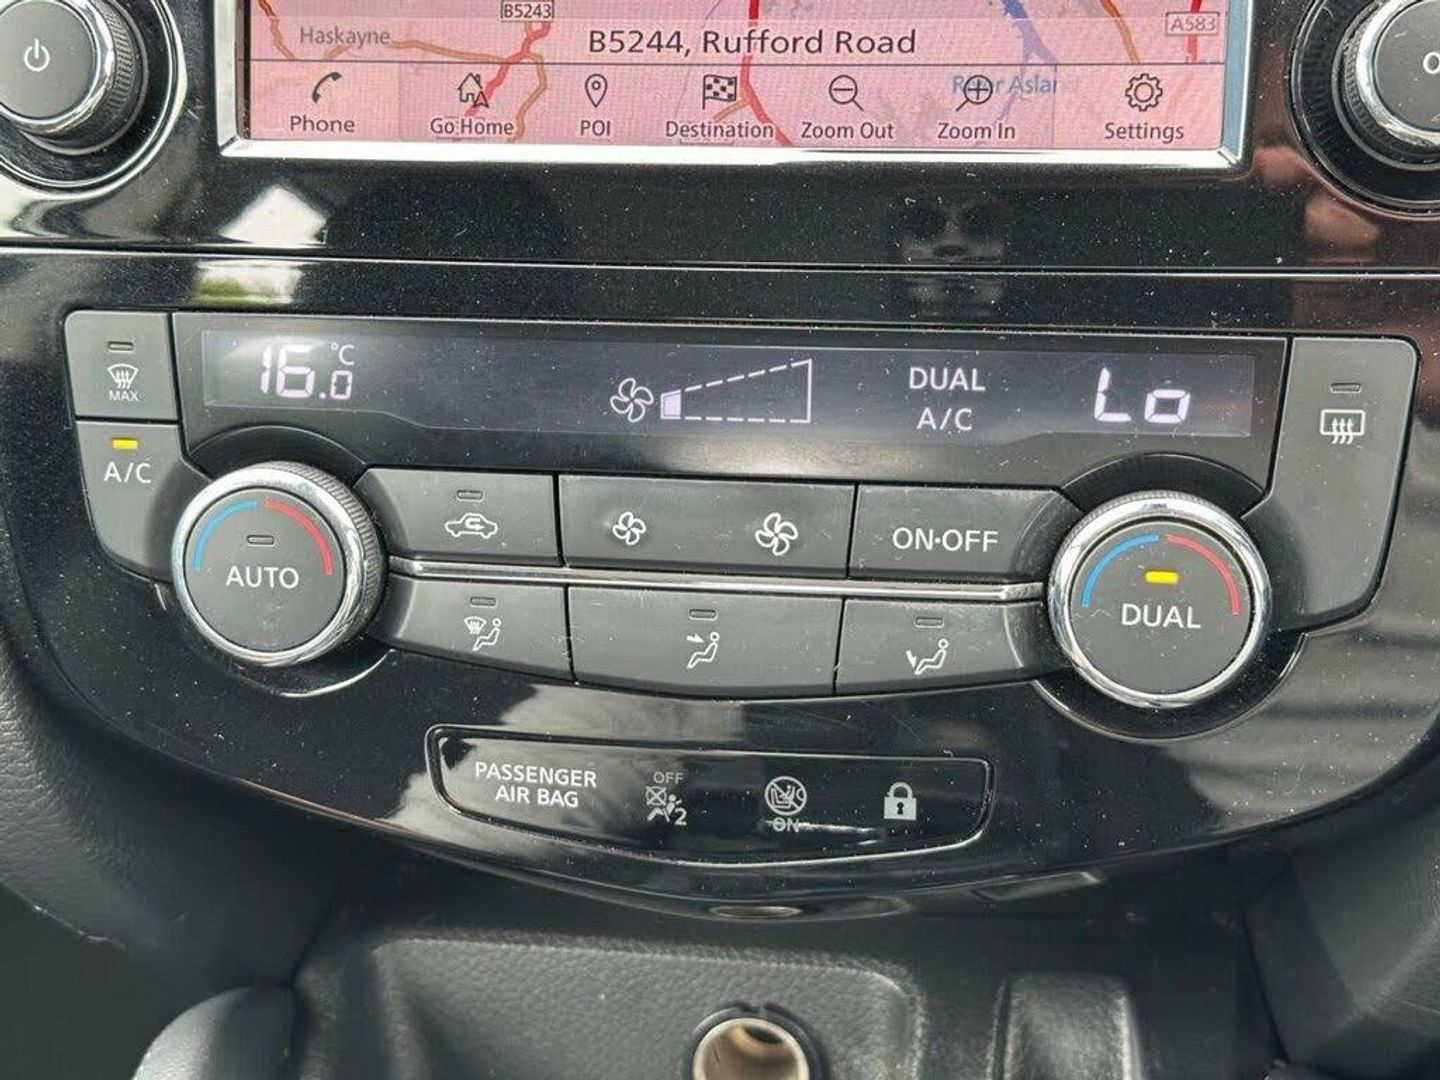 B5243
A583
Haskayne
B5244, Rufford Road
Phone
Go Home
POI
Destination
Zoom Out
Zoom In
Settings
MAX
16.0 °C
DUAL
A/C
Lo
A/C
AUTO
ON·OFF
DUAL
PASSENGER
AIR BAG
OFF
2
ON